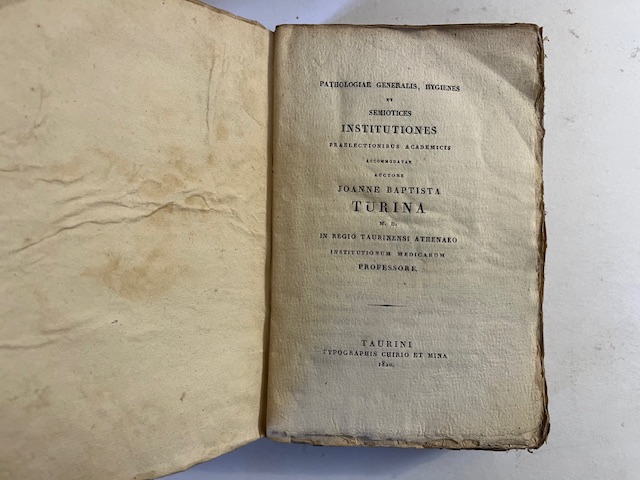 PATHOLOGIAE GENERALIS, HYGIENES
ET
SEMIOTICES
INSTITUTIONES
PRAELECTIONIBUS ACADEMICIS
ACCOMMODATAE
AUCTORE
JOANNE BAPTISTA
TURINA
M. D.
IN REGIO TAURINENSI ATHENAEO
INSTITUTIONUM MEDICARUM
PROFESSORE.
TAURINI
TYPOGRAPHIS CHIRIO ET MINA
1820.